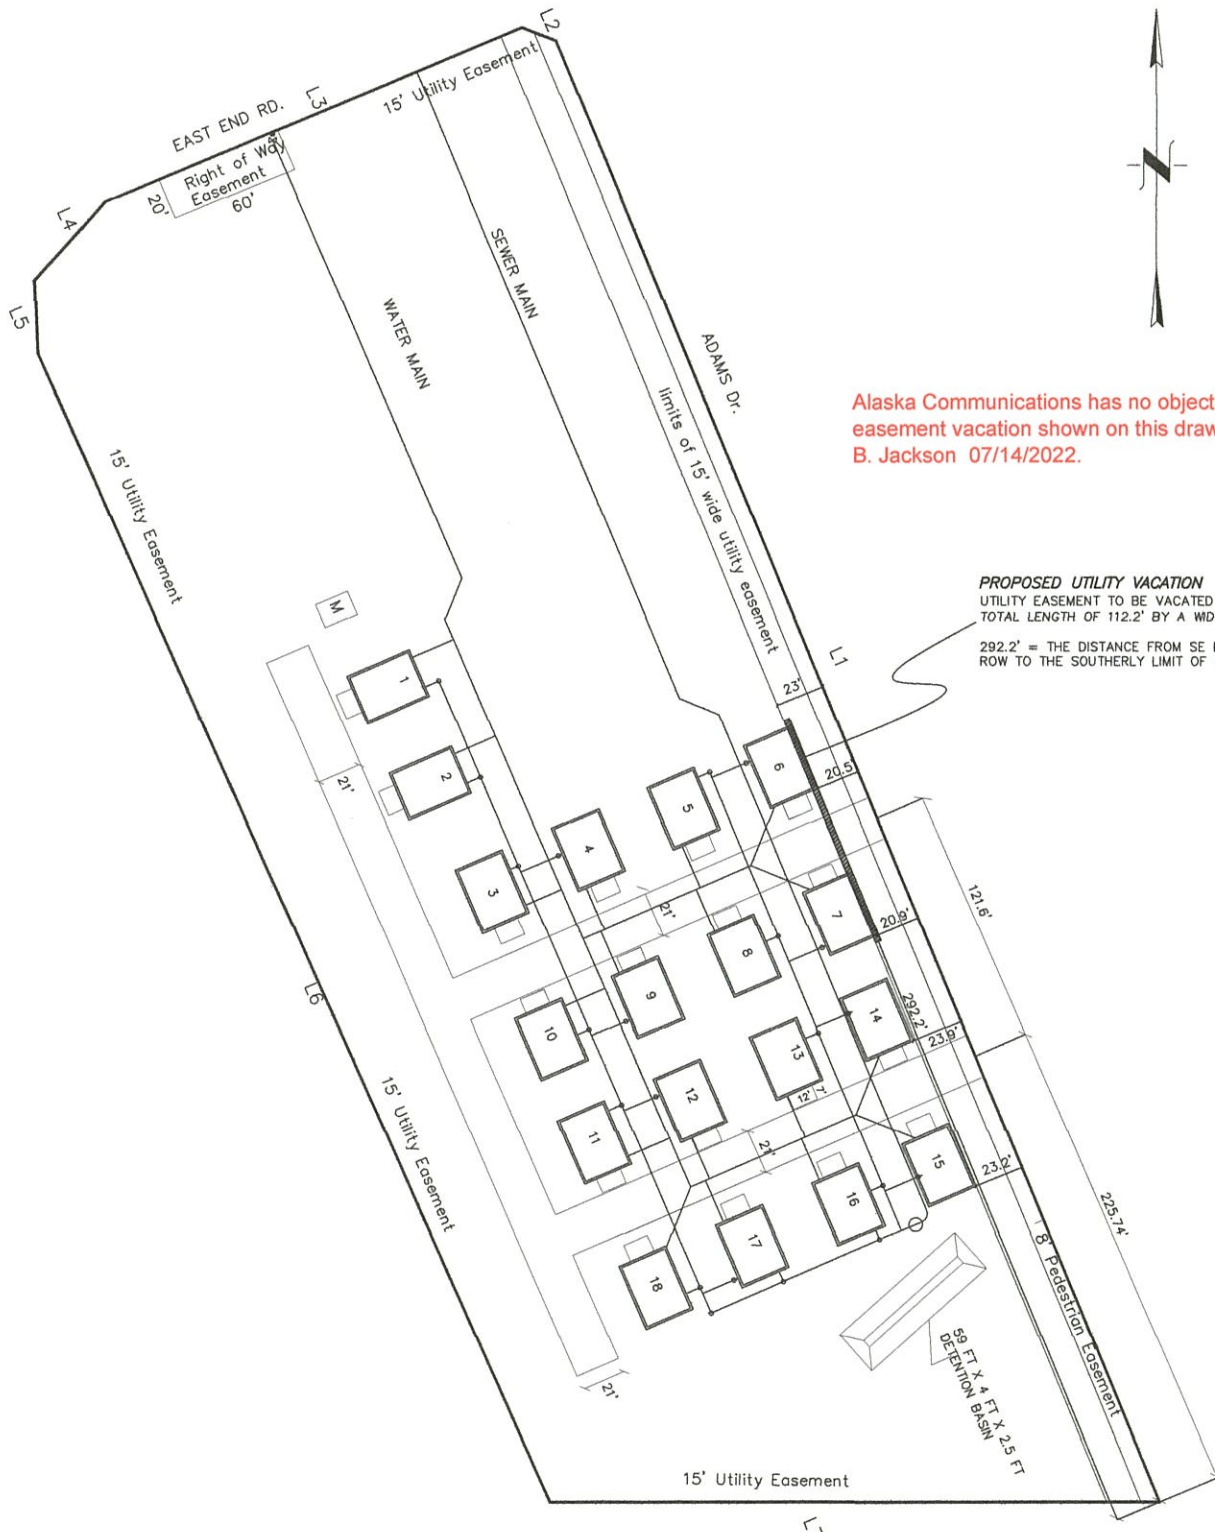 L2
15' Utility Easement
L3
EAST END RD.
Right of Way
Easement
20'
60'
L4
L5
SEWER MAIN
WATER MAIN
ADAMS Dr.
limits of 15' wide utility easement
N
Alaska Communications has no object
easement vacation shown on this draw
B. Jackson 07/14/2022.
15' Utility Easement
PROPOSED UTILITY VACATION
UTILITY EASEMENT TO BE VACATED
TOTAL LENGTH OF 112.2' BY A WID
292.2' = THE DISTANCE FROM SE
ROW TO THE SOUTHERLY LIMIT OF
M
L1
23'
1
2
21'
6
20.5'
5
4
3
121.6'
21'
7
20.9'
8
9
10
14
292.2'
23.9'
13
12' 7'
12
11
21'
15
23.2'
16
17
18
225.74'
L6
15' Utility Easement
8' Pedestrian Easement
59 FT X 4 FT X 2.5 FT
DETENTION BASIN
21'
15' Utility Easement